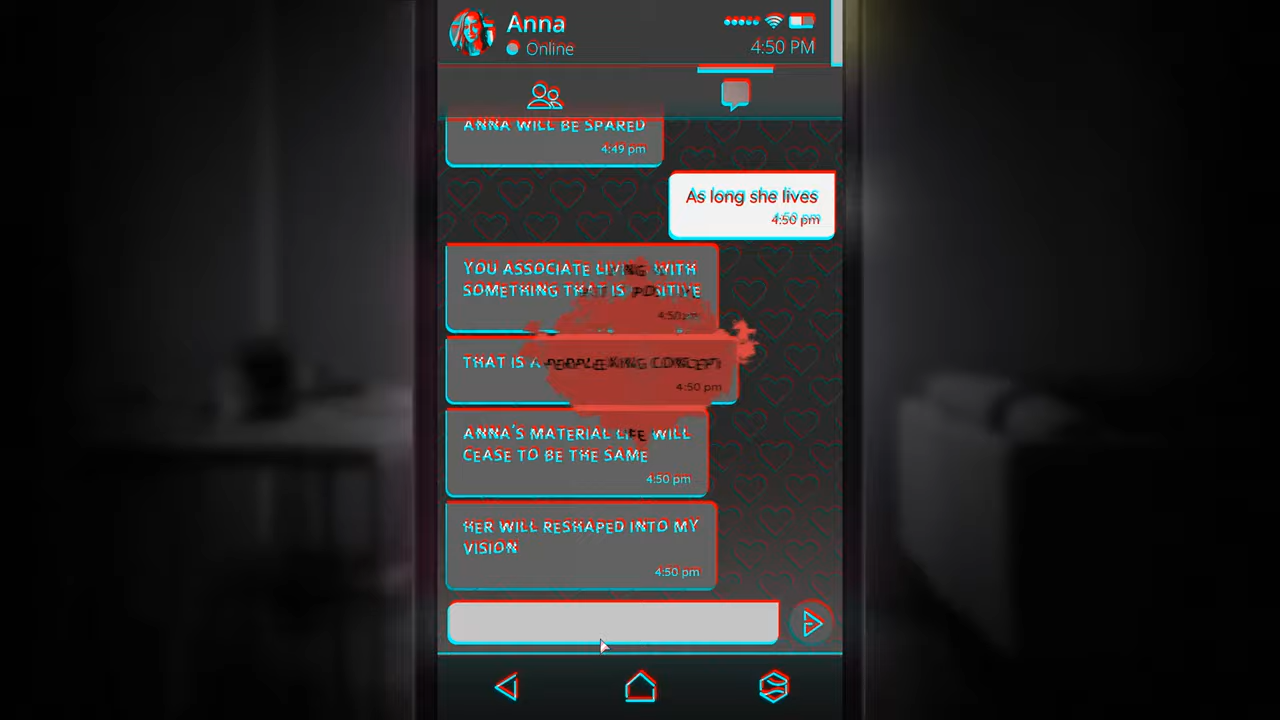 Anna
Online
4:50 PM
ANNA WILL BE SPARED
4:49 pm
As long she lives
4:50 pm
YOU ASSOCIATE LIVING WITH
SOMETHING THAT IS POSITIVE
4:50 pm
THAT IS A PERPLEXING CONCEPT
4:50 pm
ANNA'S MATERIAL LIFE WILL
CEASE TO BE THE SAME
4:50 pm
HER WILL RESHAPED INTO MY
VISION
4:50 pm